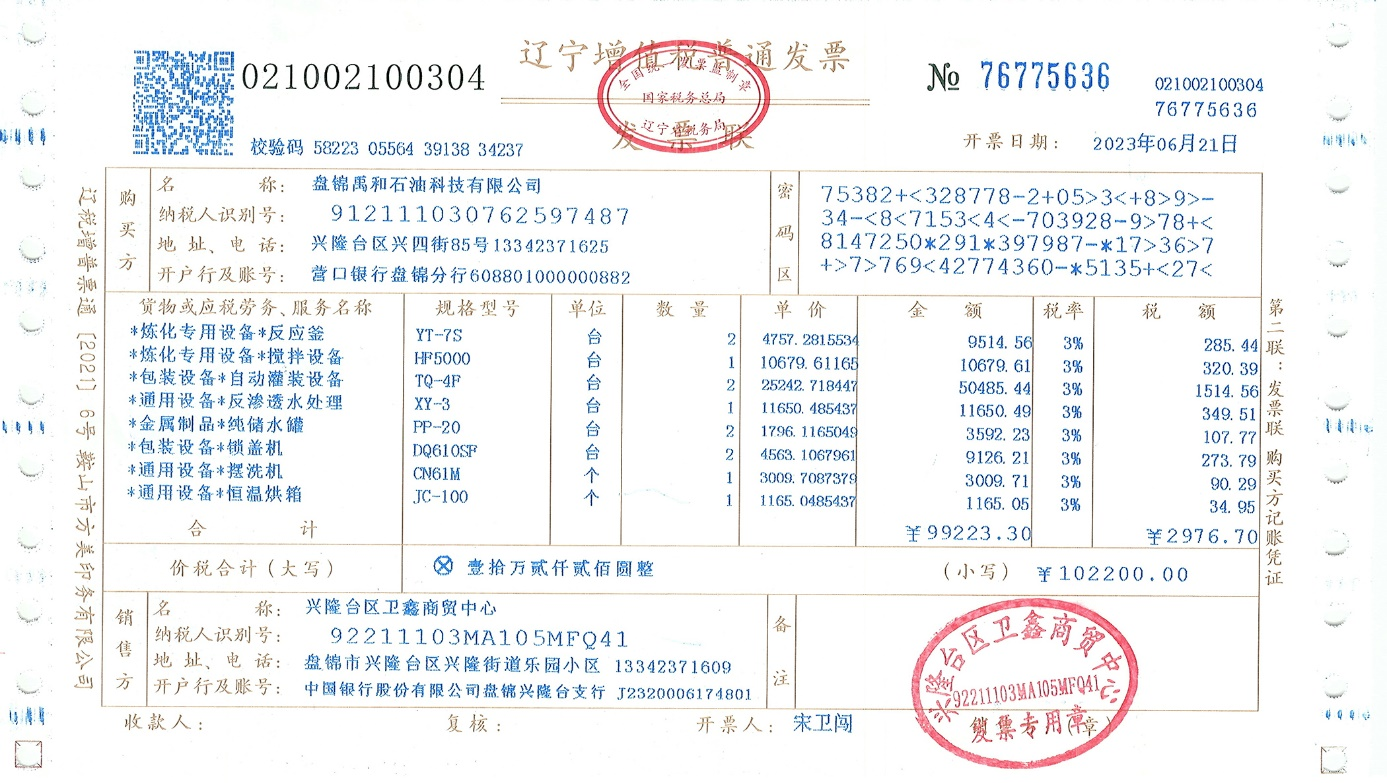 辽宁增值税普通发票
发票联
全国统一发票监制章
国家税务总局
辽宁省税务局
021002100304
№ 76775636
021002100304
76775636
校验码 58223 05564 39138 34237
开票日期: 2023年06月21日
辽税增普票通 [2021] 6号 鞍山市方美印务有限公司
购买方
名 称: 盘锦禹和石油科技有限公司
纳税人识别号: 912111030762597487
地 址、电 话: 兴隆台区兴四街85号13342371625
开户行及账号: 营口银行盘锦分行608801000000882
密码区
75382+<328778-2+05>3<+8>9>-
34-<8<7153<4<-703928-9>78+<
8147250*291*397987-*17>36>7
+>7>769<42774360-*5135+<27<
货物或应税劳务、服务名称 规格型号 单位 数量 单价 金额 税率 税额
*炼化专用设备*反应釜 YT-7S 台 2 4757.2815534 9514.56 3% 285.44
*炼化专用设备*搅拌设备 HF5000 台 1 10679.61165 10679.61 3% 320.39
*包装设备*自动灌装设备 TQ-4F 台 2 25242.718447 50485.44 3% 1514.56
*通用设备*反渗透水处理 XY-3 台 1 11650.485437 11650.49 3% 349.51
*金属制品*纯储水罐 PP-20 台 2 1796.1165049 3592.23 3% 107.77
*包装设备*锁盖机 DQ610SF 台 2 4563.1067961 9126.21 3% 273.79
*通用设备*摆洗机 CN61M 个 1 3009.7087379 3009.71 3% 90.29
*通用设备*恒温烘箱 JC-100 个 1 1165.0485437 1165.05 3% 34.95
合 计 ¥99223.30 ¥2976.70
价税合计(大写) ⊗ 壹拾万贰仟贰佰圆整 (小写) ¥102200.00
第二联: 发票联 购买方记账凭证
销售方
名 称: 兴隆台区卫鑫商贸中心
纳税人识别号: 92211103MA105MFQ41
地 址、电 话: 盘锦市兴隆台区兴隆街道乐园小区 13342371609
开户行及账号: 中国银行股份有限公司盘锦兴隆台支行 J2320006174801
备注
兴隆台区卫鑫商贸中心
92211103MA105MFQ41
发票专用章
收款人: 复核: 开票人: 宋卫闯 (章)